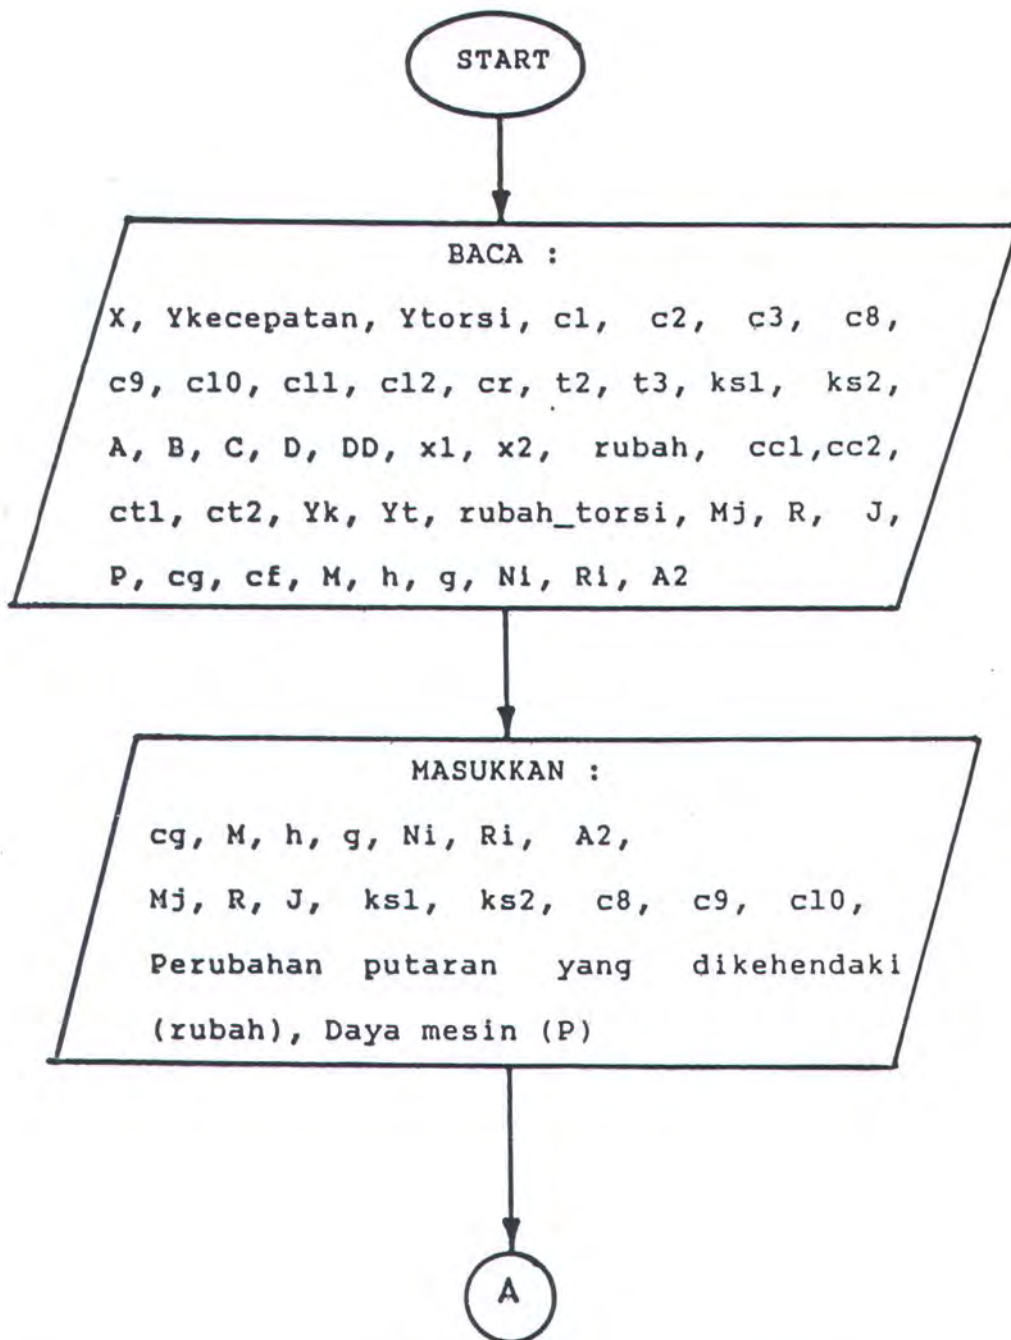 START
BACA :
X, Ykecepatan, Ytorsi, c1, c2, c3, c8,
c9, c10, c11, c12, cr, t2, t3, ks1, ks2,
A, B, C, D, DD, x1, x2, rubah, cc1,cc2,
ct1, ct2, Yk, Yt, rubah_torsi, Mj, R, J,
P, cg, cf, M, h, g, Ni, Ri, A2
MASUKKAN :
cg, M, h, g, Ni, Ri, A2,
Mj, R, J, ks1, ks2, c8, c9, c10,
Perubahan putaran yang dikehendaki
(rubah), Daya mesin (P)
A